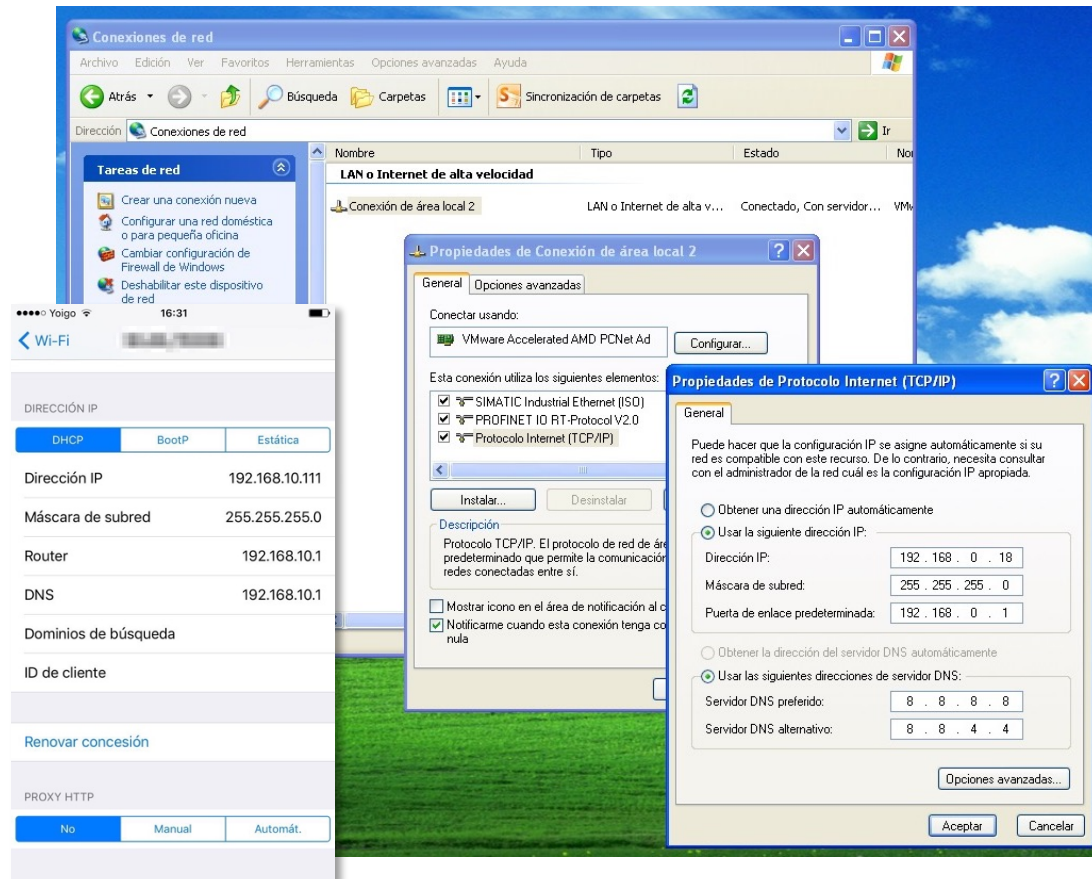 Conexiones de red
Archivo Edición Ver Favoritos Herramientas Opciones avanzadas Ayuda
Atrás Búsqueda Carpetas Sincronización de carpetas
Dirección Conexiones de red Ir
Tareas de red
Crear una conexión nueva
Configurar una red doméstica
o para pequeña oficina
Cambiar configuración de
Firewall de Windows
Deshabilitar este dispositivo
de red
Nombre Tipo Estado
LAN o Internet de alta velocidad
Conexión de área local 2 LAN o Internet de alta v... Conectado, Con servidor...
Propiedades de Conexión de área local 2
General Opciones avanzadas
Conectar usando:
VMware Accelerated AMD PCNet Ad Configurar...
Esta conexión utiliza los siguientes elementos:
SIMATIC Industrial Ethernet (ISO)
PROFINET IO RT-Protocol V2.0
Protocolo Internet (TCP/IP)
Instalar... Desinstalar
Descripción
Protocolo TCP/IP. El protocolo de red de áre
predeterminado que permite la comunicación
redes conectadas entre sí.
Mostrar icono en el área de notificación al c
Notificarme cuando esta conexión tenga co
nula
Propiedades de Protocolo Internet (TCP/IP)
General
Puede hacer que la configuración IP se asigne automáticamente si su
red es compatible con este recurso. De lo contrario, necesita consultar
con el administrador de la red cuál es la configuración IP apropiada.
Obtener una dirección IP automáticamente
Usar la siguiente dirección IP:
Dirección IP: 192 . 168 . 0 . 18
Máscara de subred: 255 . 255 . 255 . 0
Puerta de enlace predeterminada: 192 . 168 . 0 . 1
Obtener la dirección del servidor DNS automáticamente
Usar las siguientes direcciones de servidor DNS:
Servidor DNS preferido: 8 . 8 . 8 . 8
Servidor DNS alternativo: 8 . 8 . 4 . 4
Opciones avanzadas...
Aceptar Cancelar
Yoigo 16:31
Wi-Fi
DIRECCIÓN IP
DHCP BootP Estática
Dirección IP 192.168.10.111
Máscara de subred 255.255.255.0
Router 192.168.10.1
DNS 192.168.10.1
Dominios de búsqueda
ID de cliente
Renovar concesión
PROXY HTTP
No Manual Automát.